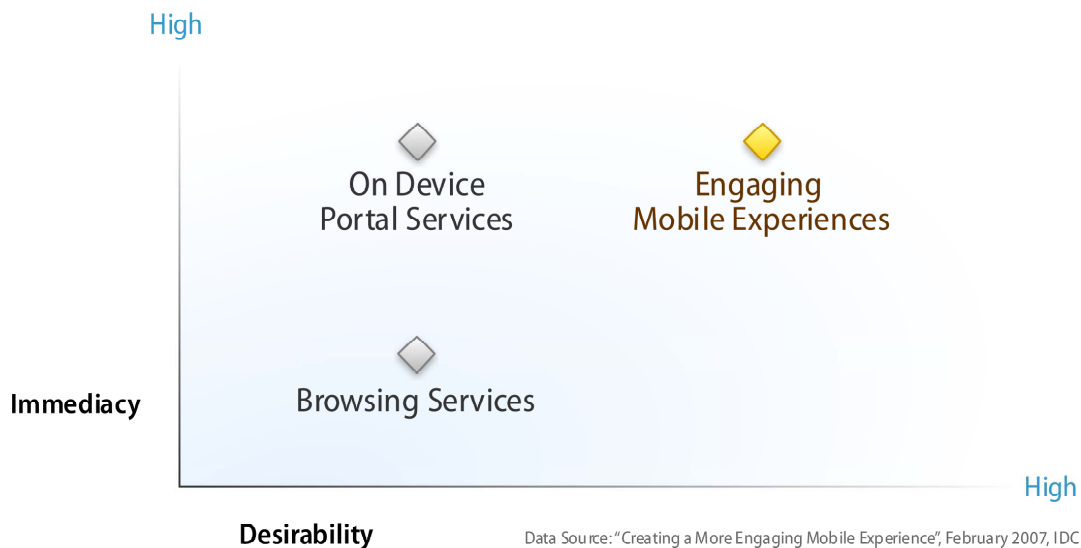 High
On Device
Portal Services
Engaging
Mobile Experiences
Browsing Services
Immediacy
High
Desirability
Data Source: "Creating a More Engaging Mobile Experience", February 2007, IDC